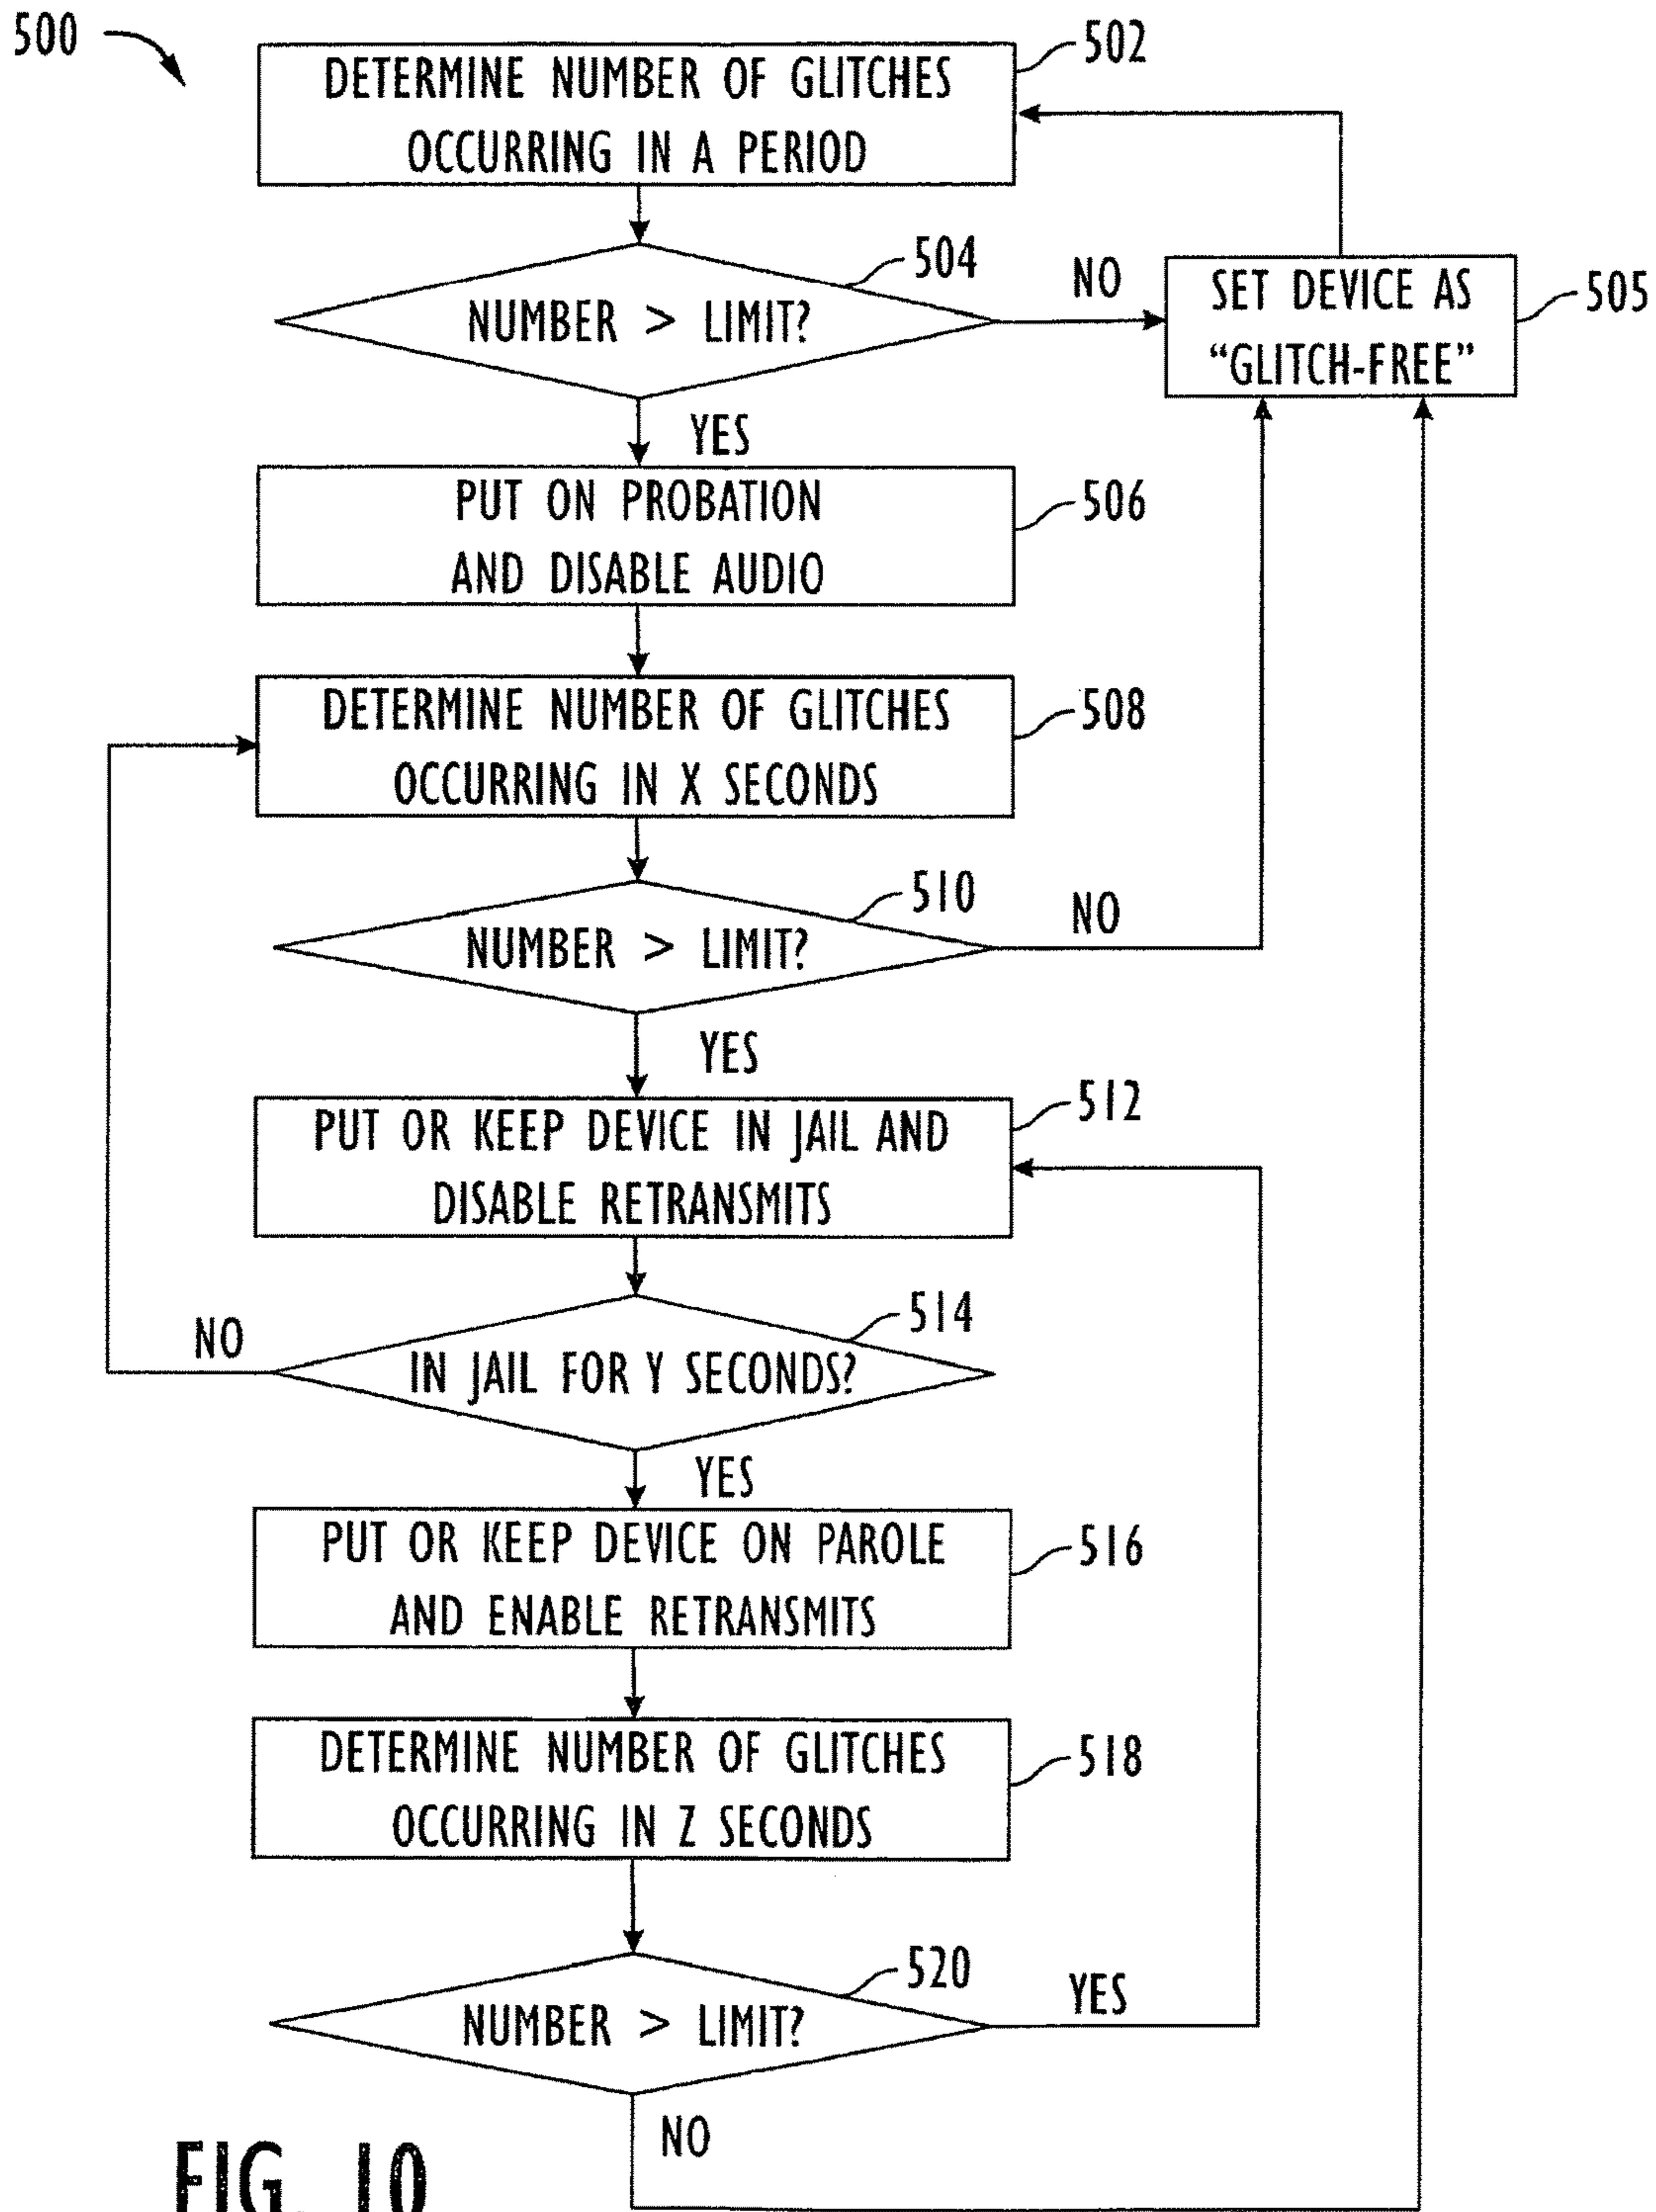 500
502
DETERMINE NUMBER OF GLITCHES
OCCURRING IN A PERIOD
504
NUMBER > LIMIT?
NO
SET DEVICE AS
“GLITCH-FREE”
505
YES
PUT ON PROBATION
AND DISABLE AUDIO
506
DETERMINE NUMBER OF GLITCHES
OCCURRING IN X SECONDS
508
510
NUMBER > LIMIT?
NO
YES
PUT OR KEEP DEVICE IN JAIL AND
DISABLE RETRANSMITS
512
514
IN JAIL FOR Y SECONDS?
NO
YES
PUT OR KEEP DEVICE ON PAROLE
AND ENABLE RETRANSMITS
516
DETERMINE NUMBER OF GLITCHES
OCCURRING IN Z SECONDS
518
520
NUMBER > LIMIT?
YES
NO
FIG. 10